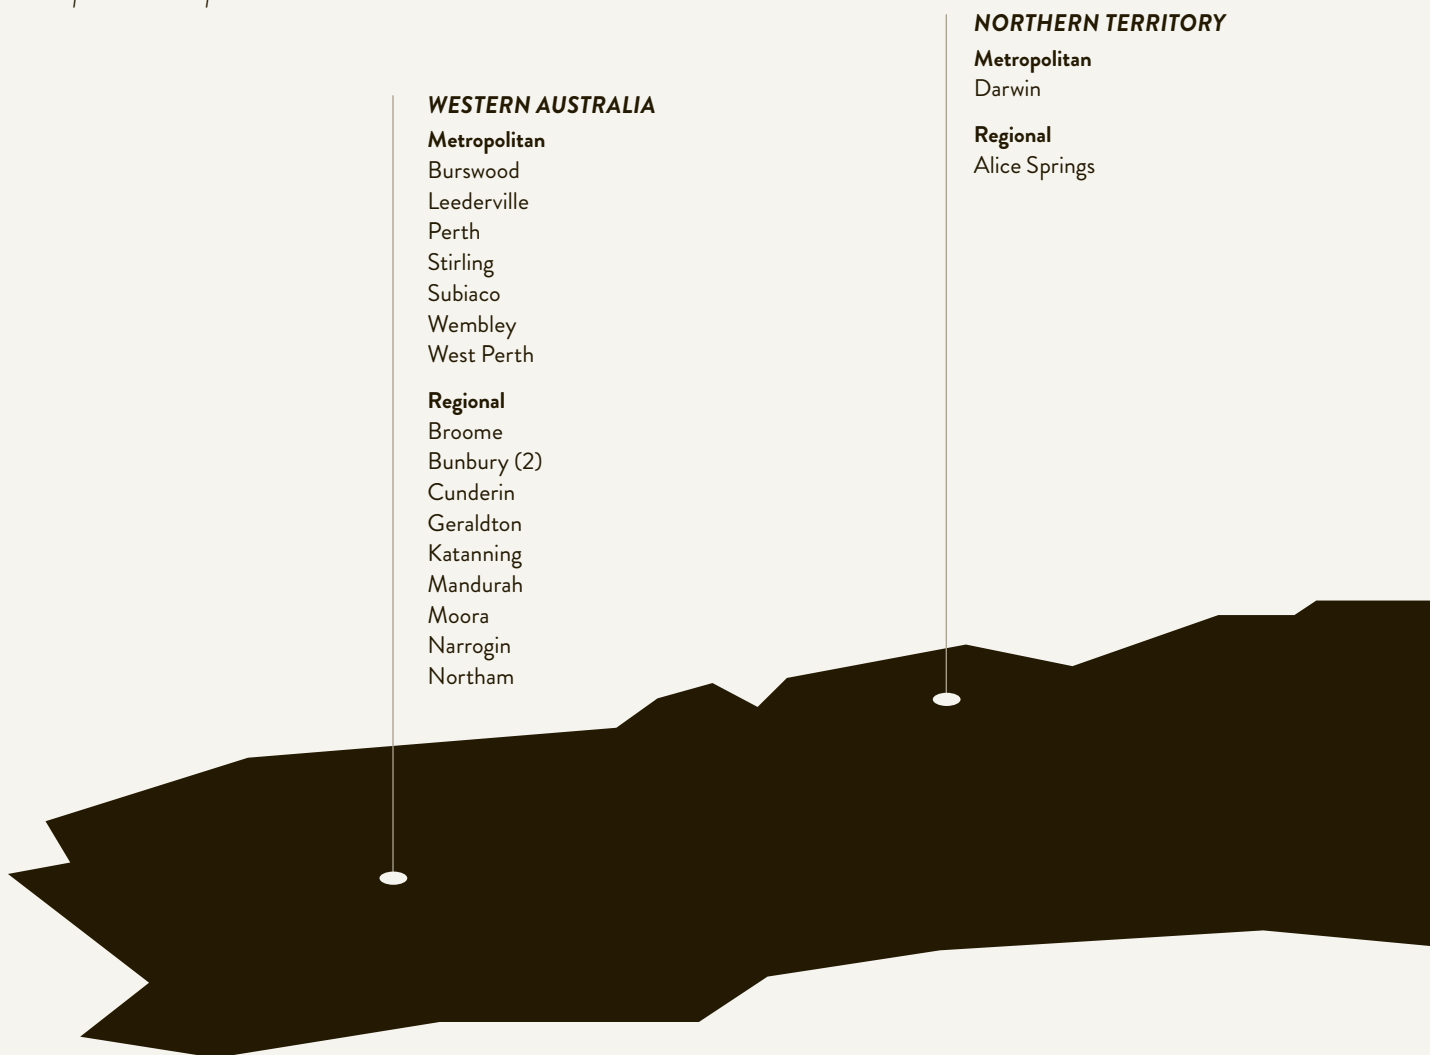 WESTERN AUSTRALIA
Metropolitan
Burswood
Leederville
Perth
Stirling
Subiaco
Wembley
West Perth
Regional
Broome
Bunbury (2)
Cunderin
Geraldton
Katanning
Mandurah
Moora
Narrogin
Northam
NORTHERN TERRITORY
Metropolitan
Darwin
Regional
Alice Springs